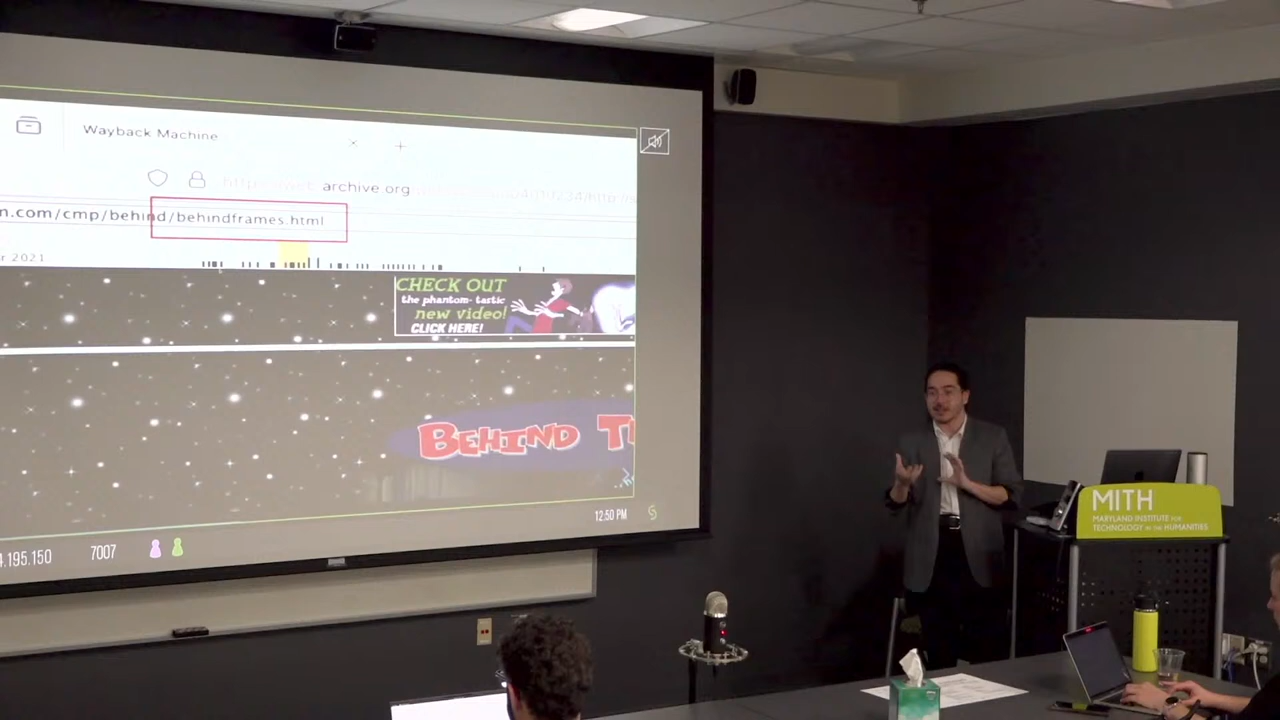 Wayback Machine
archive.org
n.com/cmp/behind/behindframes.html
r 2021
CHECK OUT
the phantom-tastic
new video!
CLICK HERE!
BEHIND
12:50 PM
.195.150
7007
MITH
MARYLAND INSTITUTE FOR
TECHNOLOGY IN THE HUMANITIES